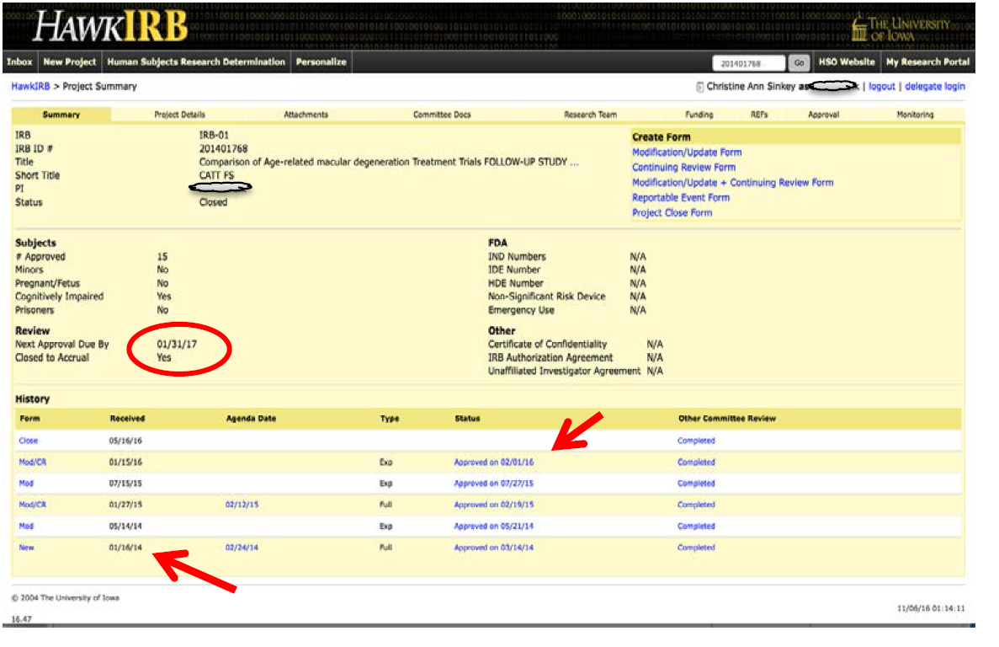 HAWKIRB
THE UNIVERSITY
OF IOWA
Inbox New Project Human Subjects Research Determination Personalize 201401768 Go HSO Website My Research Portal
HawkIRB > Project Summary Christine Ann Sinkey | logout | delegate login
Summary Project Details Attachments Committee Docs Research Team Funding REFs Approval Monitoring
IRB IRB-01
IRB ID # 201401768
Title Comparison of Age-related macular degeneration Treatment Trials FOLLOW-UP STUDY ...
Short Title CATT FS
PI
Status Closed
Create Form
Modification/Update Form
Continuing Review Form
Modification/Update + Continuing Review Form
Reportable Event Form
Project Close Form
Subjects
# Approved 15
Minors No
Pregnant/Fetus No
Cognitively Impaired Yes
Prisoners No
FDA
IND Numbers N/A
IDE Number N/A
HDE Number N/A
Non-Significant Risk Device N/A
Emergency Use N/A
Review
Next Approval Due By 01/31/17
Closed to Accrual Yes
Other
Certificate of Confidentiality N/A
IRB Authorization Agreement N/A
Unaffiliated Investigator Agreement N/A
History
Form Received Agenda Date Type Status Other Committee Review
Close 05/16/16 Completed
Mod/CR 01/15/16 Exp Approved on 02/01/16 Completed
Mod 07/15/15 Exp Approved on 07/27/15 Completed
Mod/CR 01/27/15 02/12/15 Full Approved on 02/19/15 Completed
Mod 05/14/14 Exp Approved on 05/21/14 Completed
New 01/16/14 02/24/14 Full Approved on 03/14/14 Completed
© 2004 The University of Iowa
11/06/16 01:14:11
16.47